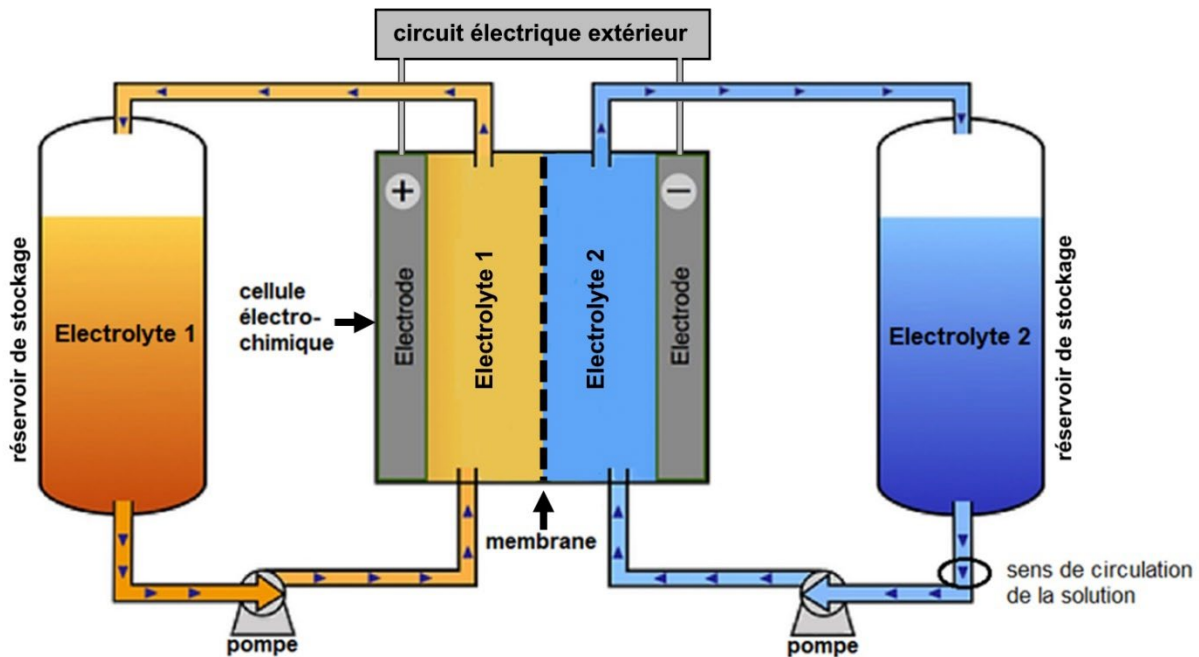 circuit électrique extérieur
réservoir de stockage
Electrolyte 1
cellule
électro-
chimique
+
Electrode
Electrolyte 1
Electrolyte 2
−
Electrode
Electrolyte 2
réservoir de stockage
membrane
pompe
pompe
sens de circulation
de la solution